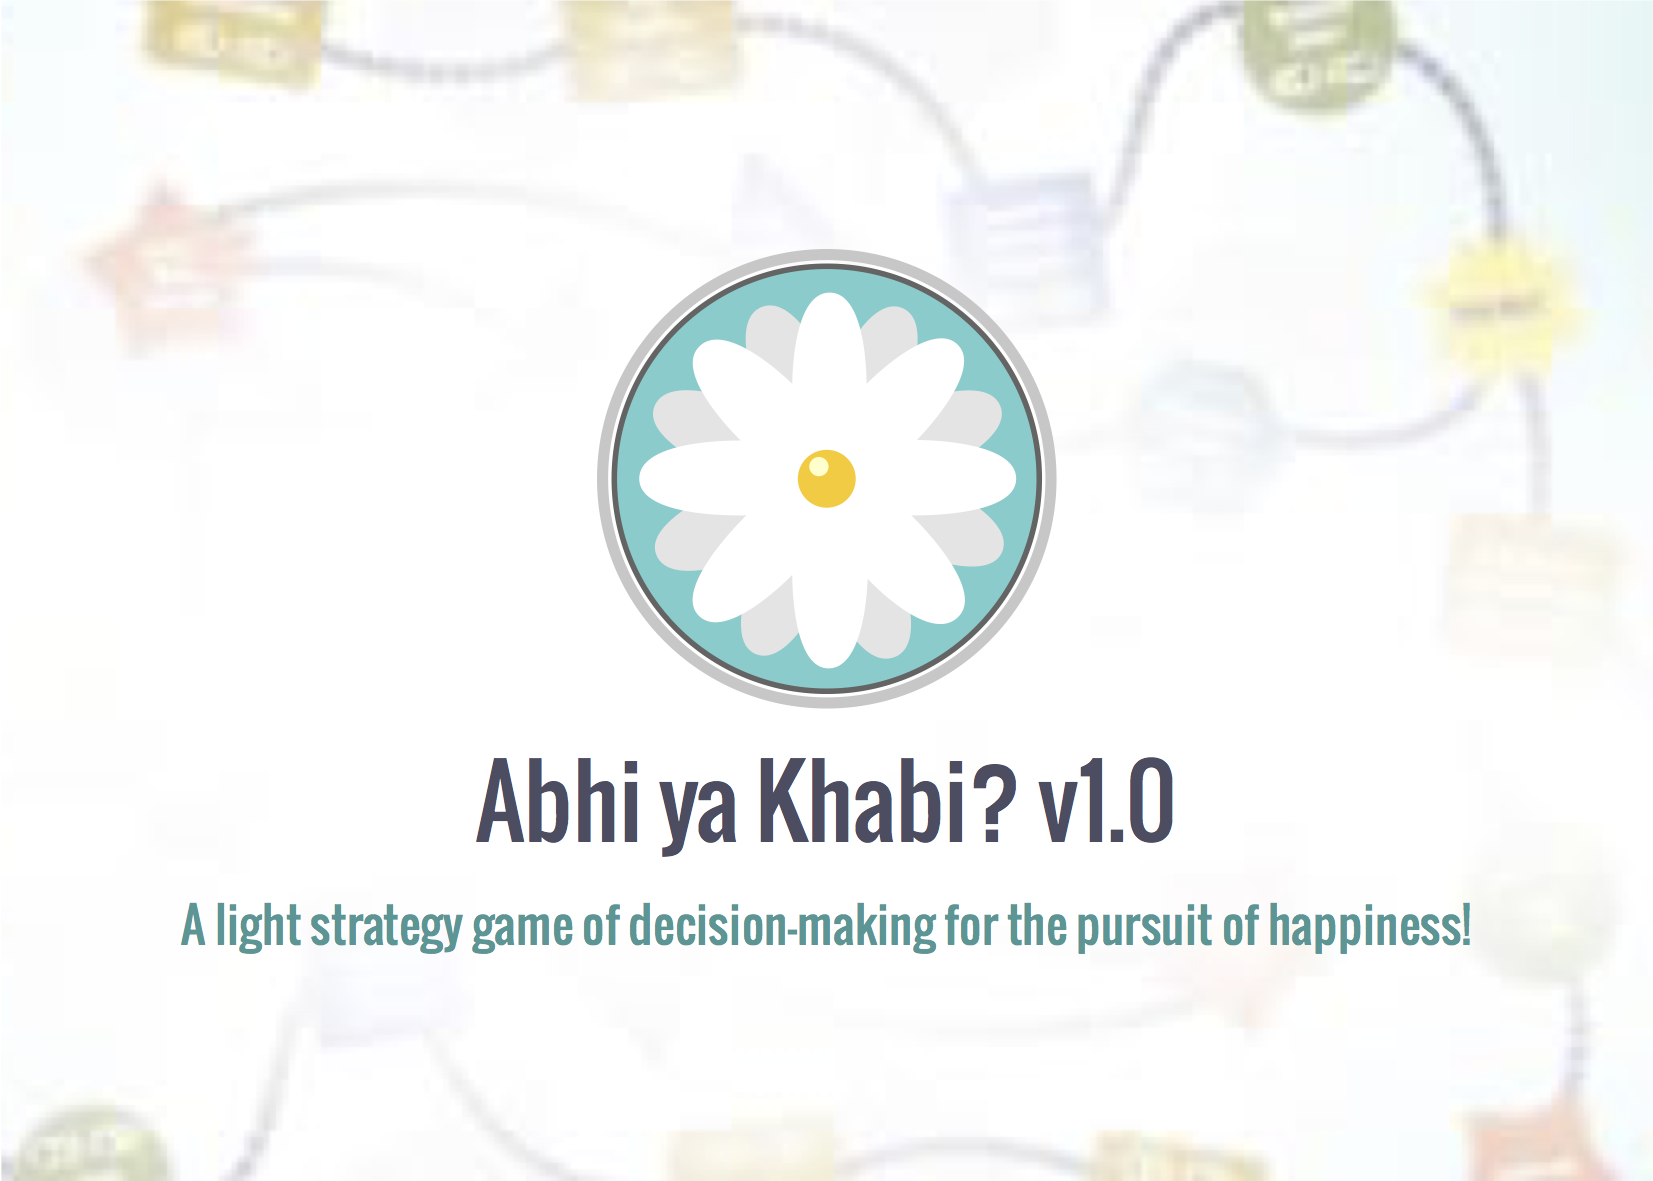 Abhi ya Khabi? v1.0
A light strategy game of decision-making for the pursuit of happiness!